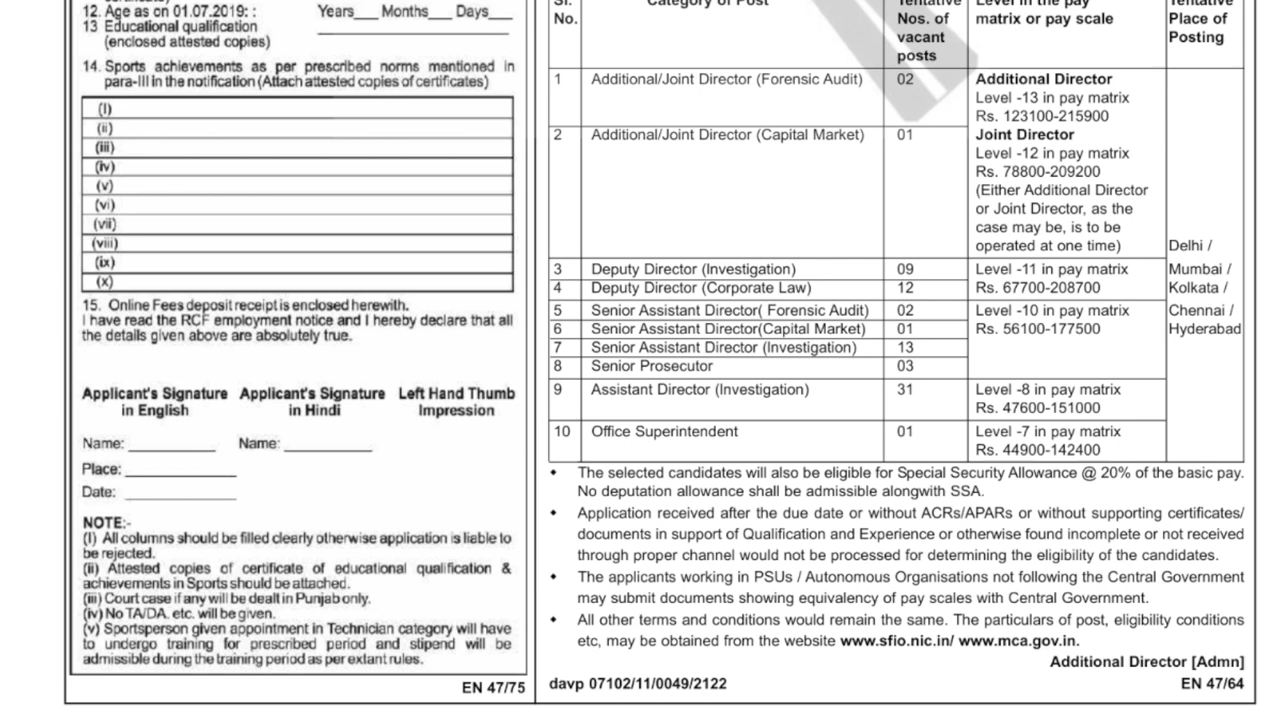 12. Age as on 01.07.2019: : Years___ Months___ Days___
13 Educational qualification
(enclosed attested copies)
14. Sports achievements as per prescribed norms mentioned in
para-III in the notification (Attach attested copies of certificates)
(I)
(ii)
(iii)
(iv)
(v)
(vi)
(vii)
(viii)
(ix)
(x)
15. Online Fees deposit receipt is enclosed herewith.
I have read the RCF employment notice and I hereby declare that all
the details given above are absolutely true.
Applicant's Signature Applicant's Signature Left Hand Thumb
in English in Hindi Impression
Name: __________ Name: __________
Place: __________
Date: __________
NOTE:-
(I) All columns should be filled clearly otherwise application is liable to
be rejected.
(ii) Attested copies of certificate of educational qualification &
achievements in Sports should be attached.
(iii) Court case if any will be dealt in Punjab only.
(iv) No TA/DA. etc. will be given.
(v) Sportsperson given appointment in Technician category will have
to undergo training for prescribed period and stipend will be
admissible during the training period as per extant rules.
EN 47/75
Sl. Category of Post Tentative Level in the pay Tentative
No. Nos. of matrix or pay scale Place of
vacant Posting
posts
1 Additional/Joint Director (Forensic Audit) 02 Additional Director
Level -13 in pay matrix
Rs. 123100-215900
2 Additional/Joint Director (Capital Market) 01 Joint Director
Level -12 in pay matrix
Rs. 78800-209200
(Either Additional Director
or Joint Director, as the
case may be, is to be
operated at one time) Delhi /
3 Deputy Director (Investigation) 09 Level -11 in pay matrix Mumbai /
4 Deputy Director (Corporate Law) 12 Rs. 67700-208700 Kolkata /
5 Senior Assistant Director( Forensic Audit) 02 Level -10 in pay matrix Chennai /
6 Senior Assistant Director(Capital Market) 01 Rs. 56100-177500 Hyderabad
7 Senior Assistant Director (Investigation) 13
8 Senior Prosecutor 03
9 Assistant Director (Investigation) 31 Level -8 in pay matrix
Rs. 47600-151000
10 Office Superintendent 01 Level -7 in pay matrix
Rs. 44900-142400
• The selected candidates will also be eligible for Special Security Allowance @ 20% of the basic pay.
No deputation allowance shall be admissible alongwith SSA.
• Application received after the due date or without ACRs/APARs or without supporting certificates/
documents in support of Qualification and Experience or otherwise found incomplete or not received
through proper channel would not be processed for determining the eligibility of the candidates.
• The applicants working in PSUs / Autonomous Organisations not following the Central Government
may submit documents showing equivalency of pay scales with Central Government.
• All other terms and conditions would remain the same. The particulars of post, eligibility conditions
etc, may be obtained from the website www.sfio.nic.in/ www.mca.gov.in.
Additional Director [Admn]
davp 07102/11/0049/2122 EN 47/64